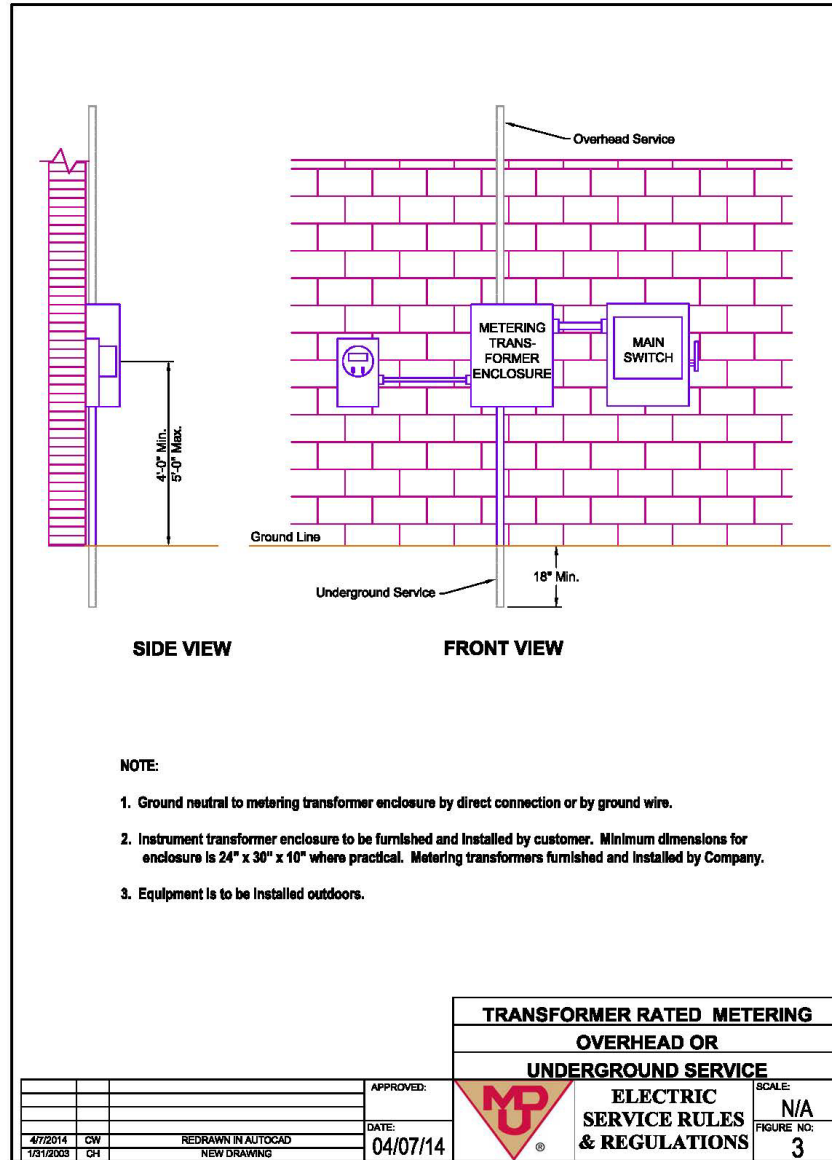 Overhead Service
METERING
TRANS-
FORMER
ENCLOSURE
MAIN
SWITCH
4'-0" Min.
5'-0" Max.
Ground Line
18" Min.
Underground Service
SIDE VIEW
FRONT VIEW
NOTE:
1. Ground neutral to metering transformer enclosure by direct connection or by ground wire.
2. Instrument transformer enclosure to be furnished and installed by customer. Minimum dimensions for
enclosure is 24" x 30" x 10" where practical. Metering transformers furnished and installed by Company.
3. Equipment is to be installed outdoors.
TRANSFORMER RATED METERING
OVERHEAD OR
UNDERGROUND SERVICE
APPROVED:
DATE:
04/07/14
MDU ®
ELECTRIC
SERVICE RULES
& REGULATIONS
SCALE:
N/A
FIGURE NO:
3
4/7/2014 CW REDRAWN IN AUTOCAD
1/31/2003 CH NEW DRAWING